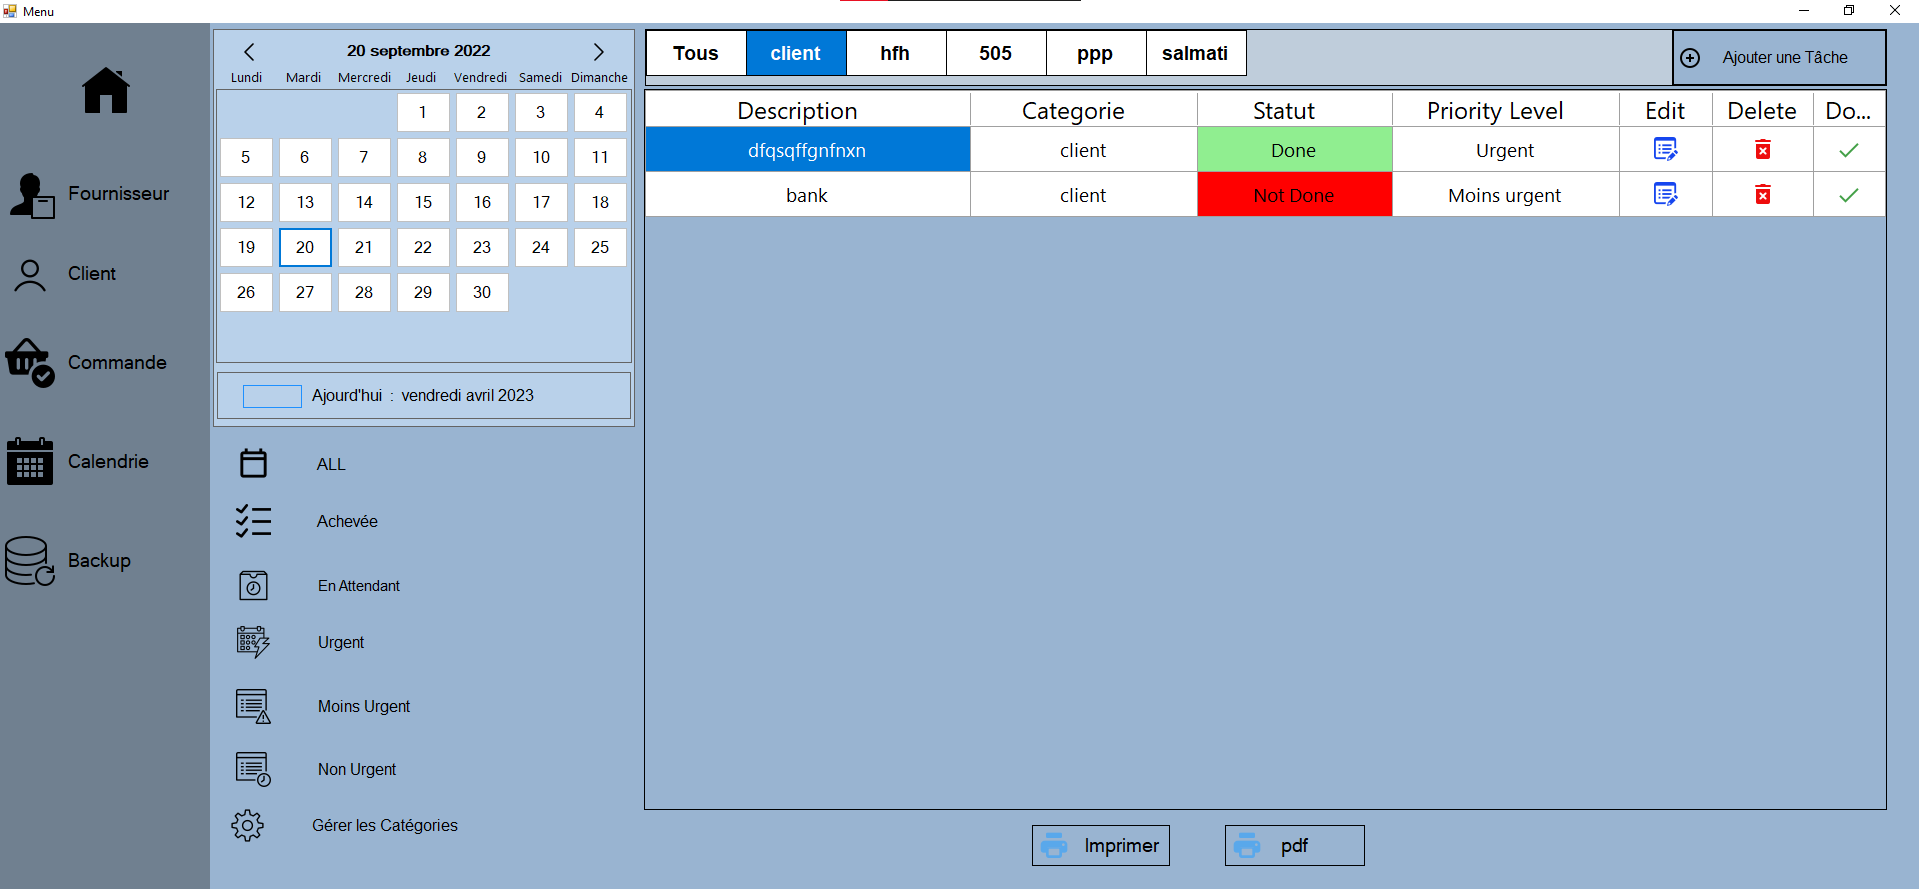 Menu
Fournisseur
Client
Commande
Calendrie
Backup
20 septembre 2022
Lundi Mardi Mercredi Jeudi Vendredi Samedi Dimanche
1 2 3 4
5 6 7 8 9 10 11
12 13 14 15 16 17 18
19 20 21 22 23 24 25
26 27 28 29 30
Ajourd'hui : vendredi avril 2023
ALL
Achevée
En Attendant
Urgent
Moins Urgent
Non Urgent
Gérer les Catégories
Tous client hfh 505 ppp salmati
Ajouter une Tâche
Description Categorie Statut Priority Level Edit Delete Do...
dfqsqffgnfnxn client Done Urgent
bank client Not Done Moins urgent
Imprimer pdf